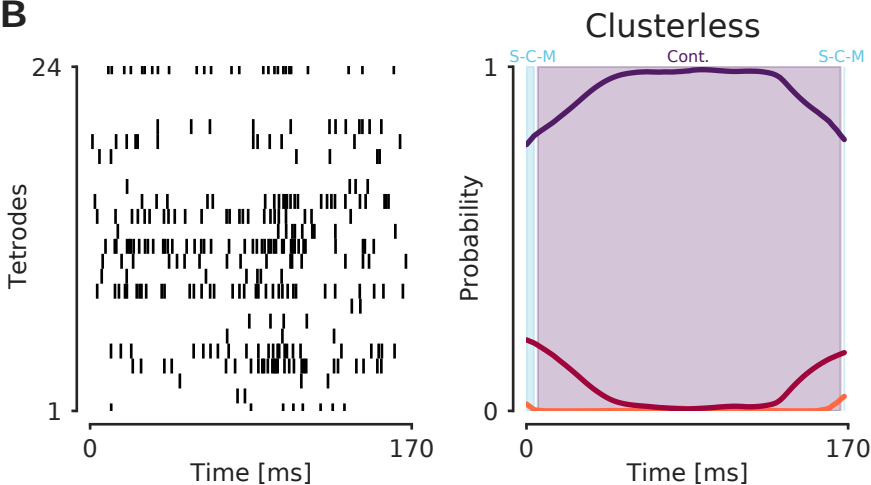 B
24
1
Tetrodes
0
170
Time [ms]
Clusterless
S-C-M
Cont.
S-C-M
1
0
Probability
0
170
Time [ms]